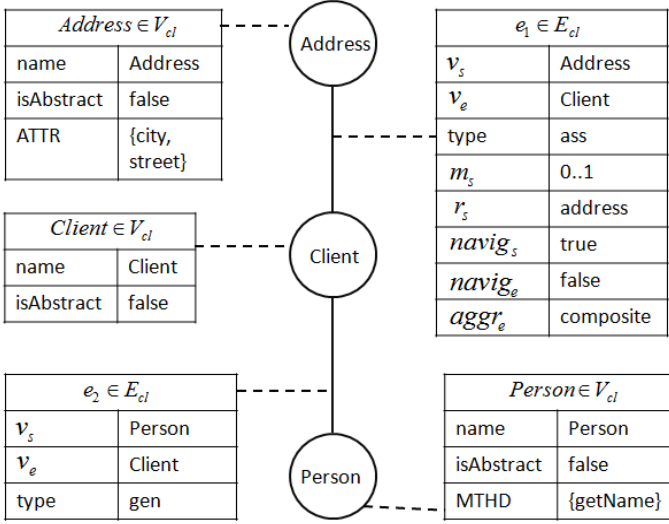 Address ∈ V_cl
name Address
isAbstract false
ATTR {city,
street}
Address
e_1 ∈ E_cl
v_s Address
v_e Client
type ass
m_s 0..1
r_s address
navig_s true
navig_e false
aggr_e composite
Client ∈ V_cl
name Client
isAbstract false
Client
e_2 ∈ E_cl
v_s Person
v_e Client
type gen
Person
Person ∈ V_cl
name Person
isAbstract false
MTHD {getName}